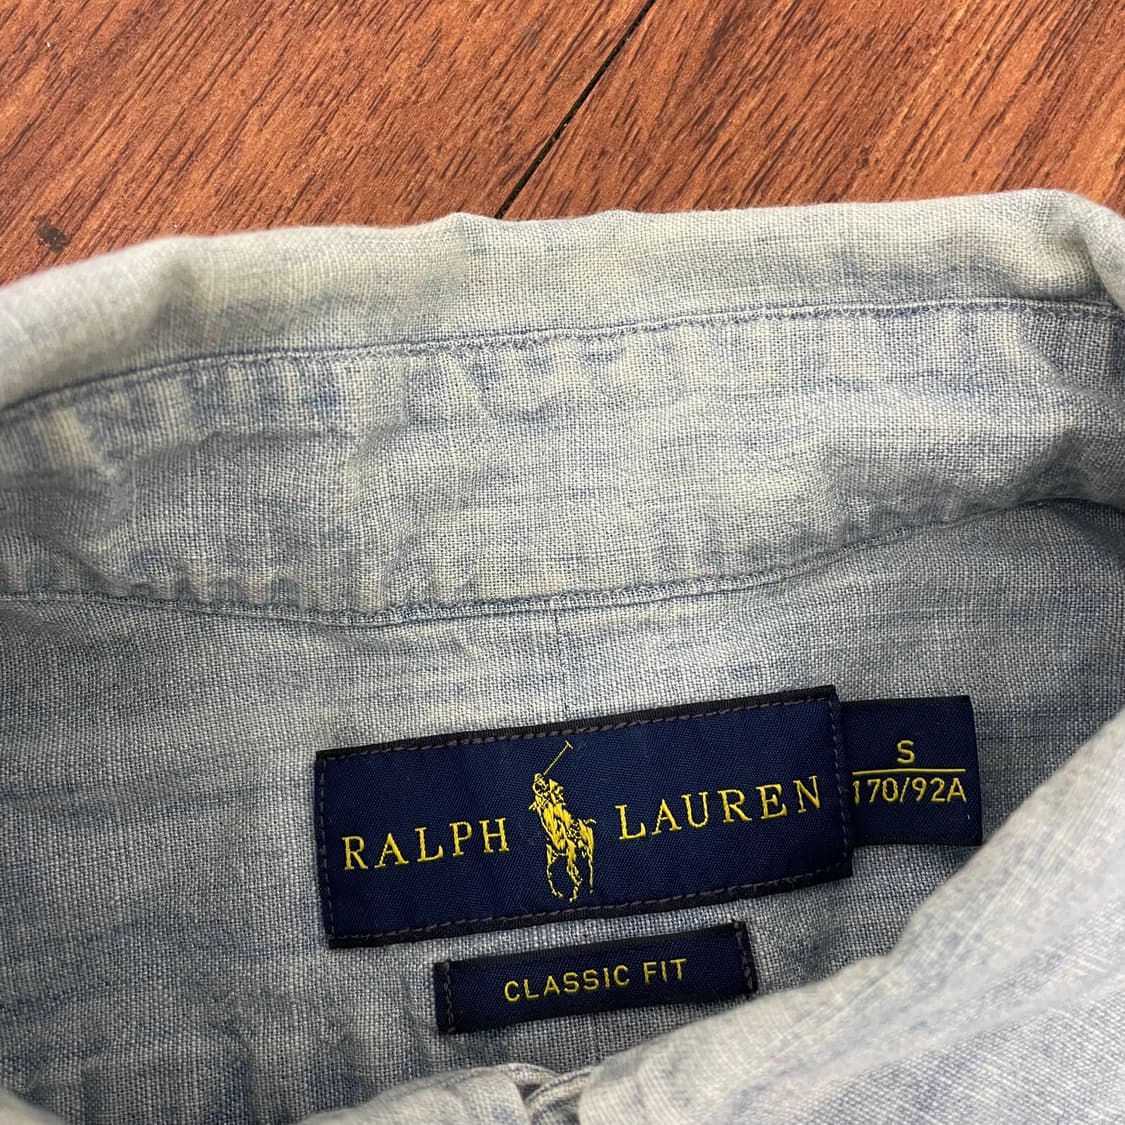 RALPH LAUREN
S
170/92A
CLASSIC FIT